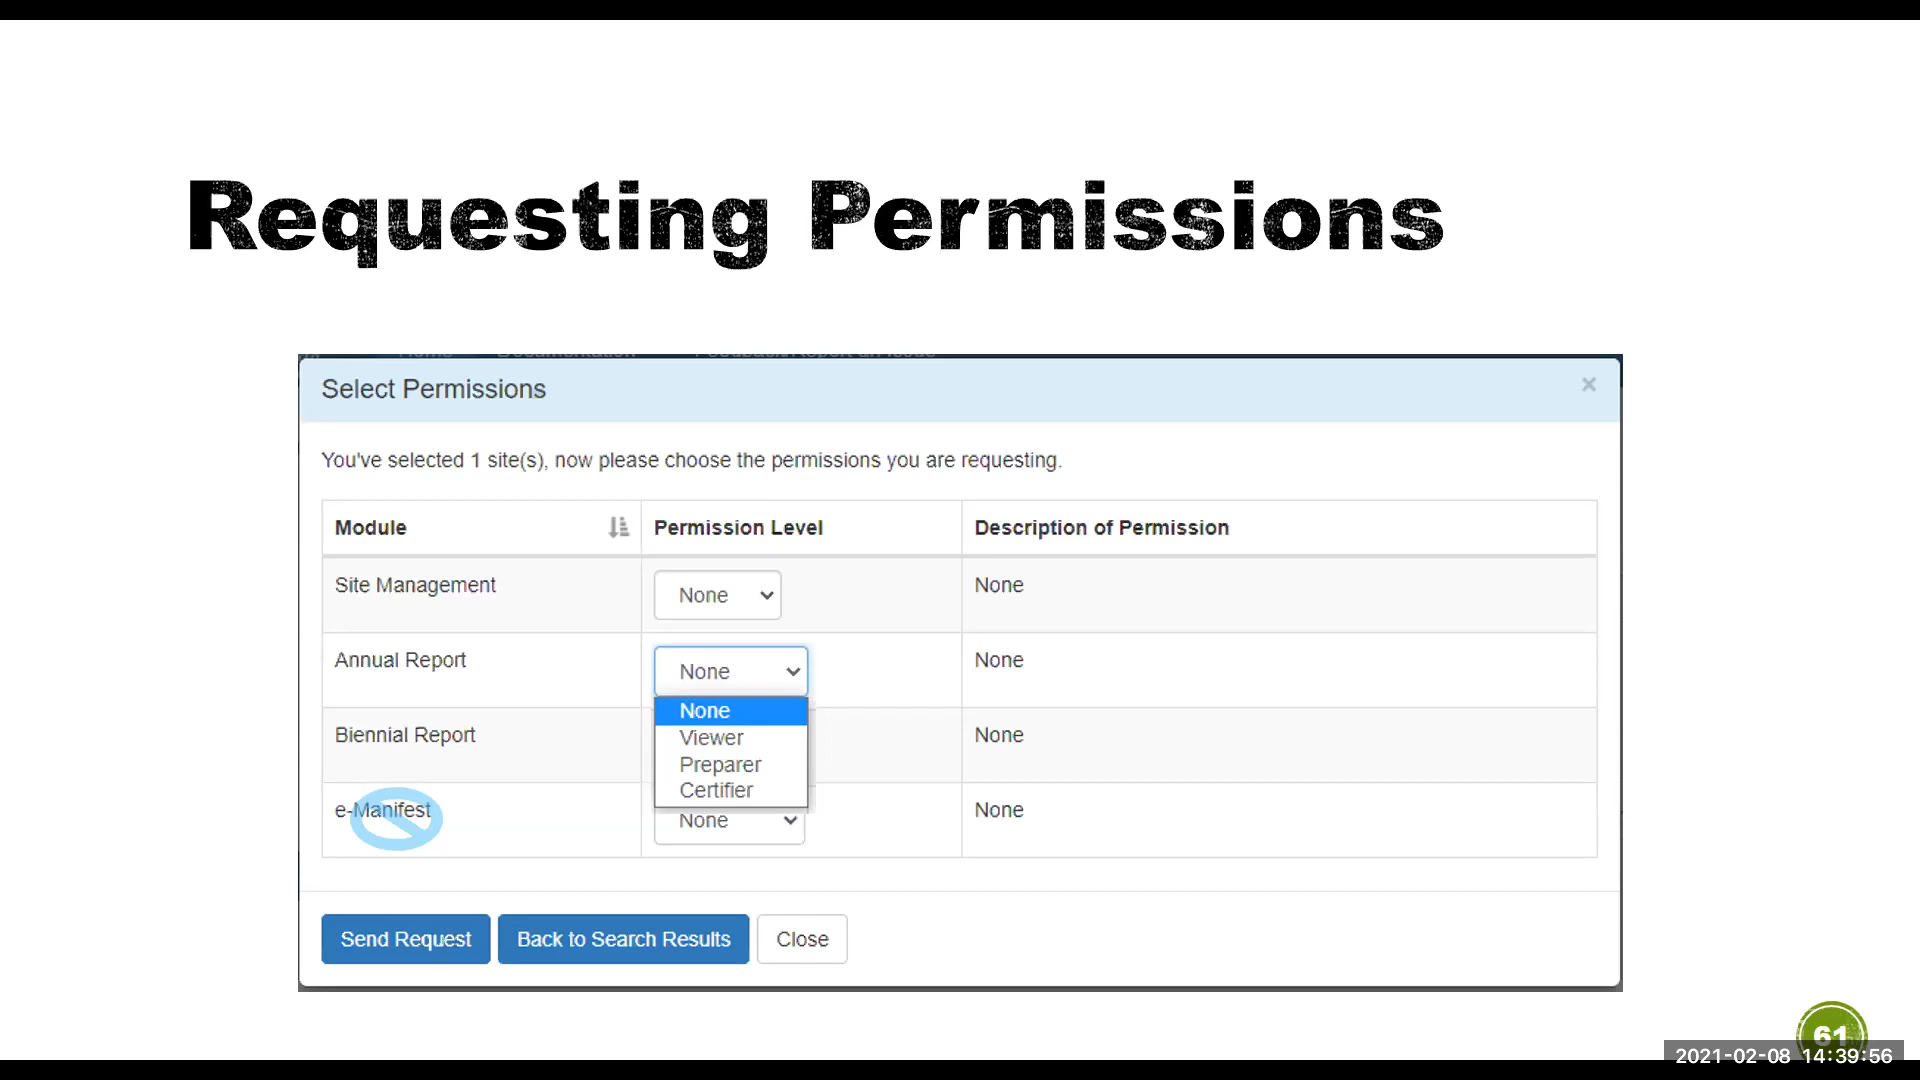 Requesting Permissions
Select Permissions ×
You've selected 1 site(s), now please choose the permissions you are requesting.
Module Permission Level Description of Permission
Site Management None None
Annual Report None None
None
Viewer
Biennial Report None
Preparer
Certifier
e-Manifest None None
Send Request Back to Search Results Close
61
2021-02-08 14:39:56